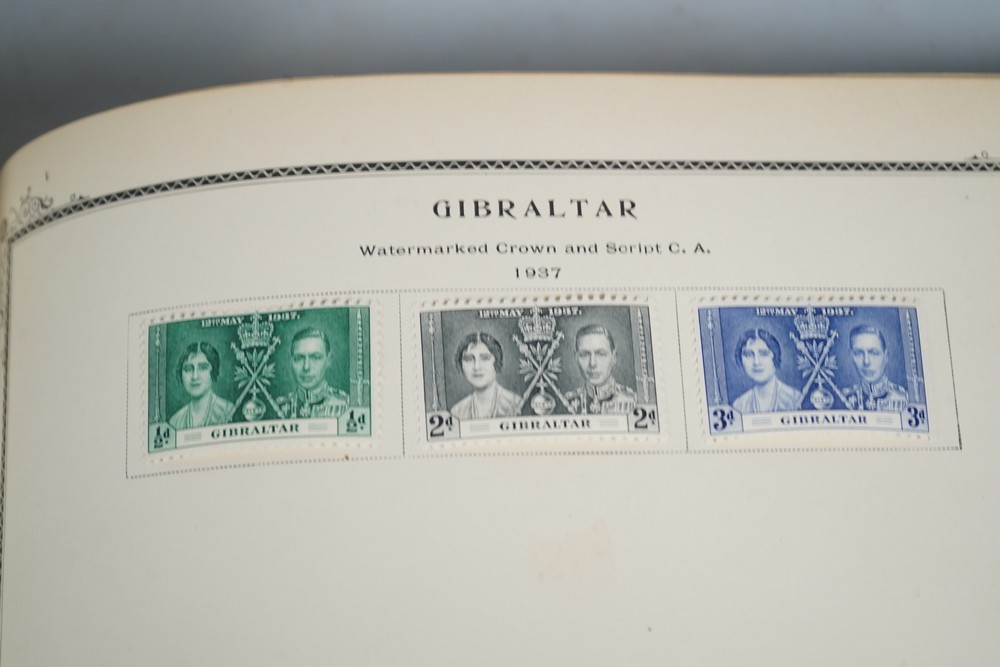 GIBRALTAR
Watermarked Crown and Script C. A.
1937
12TH MAY 1937.
½d GIBRALTAR ½d
12TH MAY 1937.
2d GIBRALTAR 2d
12TH MAY 1937.
3d GIBRALTAR 3d